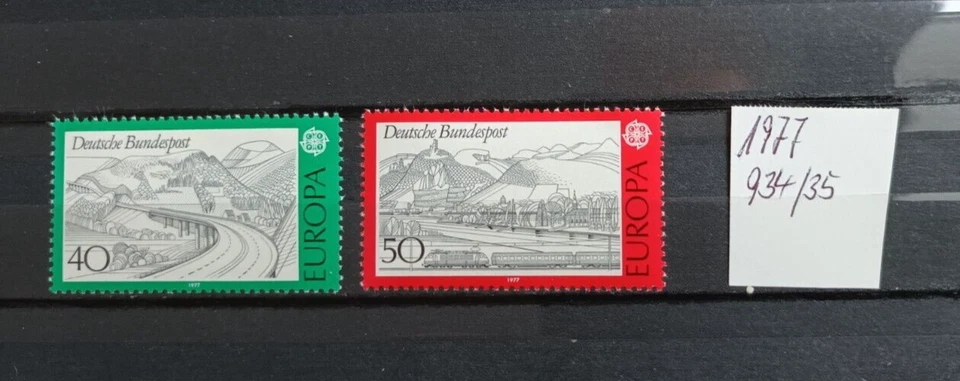 Deutsche Bundespost
40
EUROPA
1977
Deutsche Bundespost
50
EUROPA
1977
1977
934/35